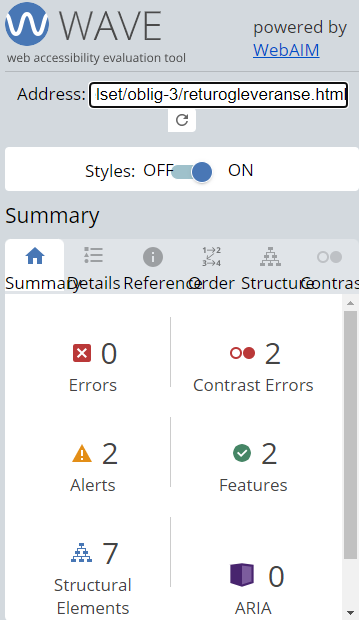 WAVE
powered by
WebAIM
web accessibility evaluation tool
Address: lset/oblig-3/returogleveranse.html
Styles: OFF ON
Summary
Summary Details Reference Order Structure Contras
0 Errors
2 Contrast Errors
2 Alerts
2 Features
7 Structural
Elements
0 ARIA